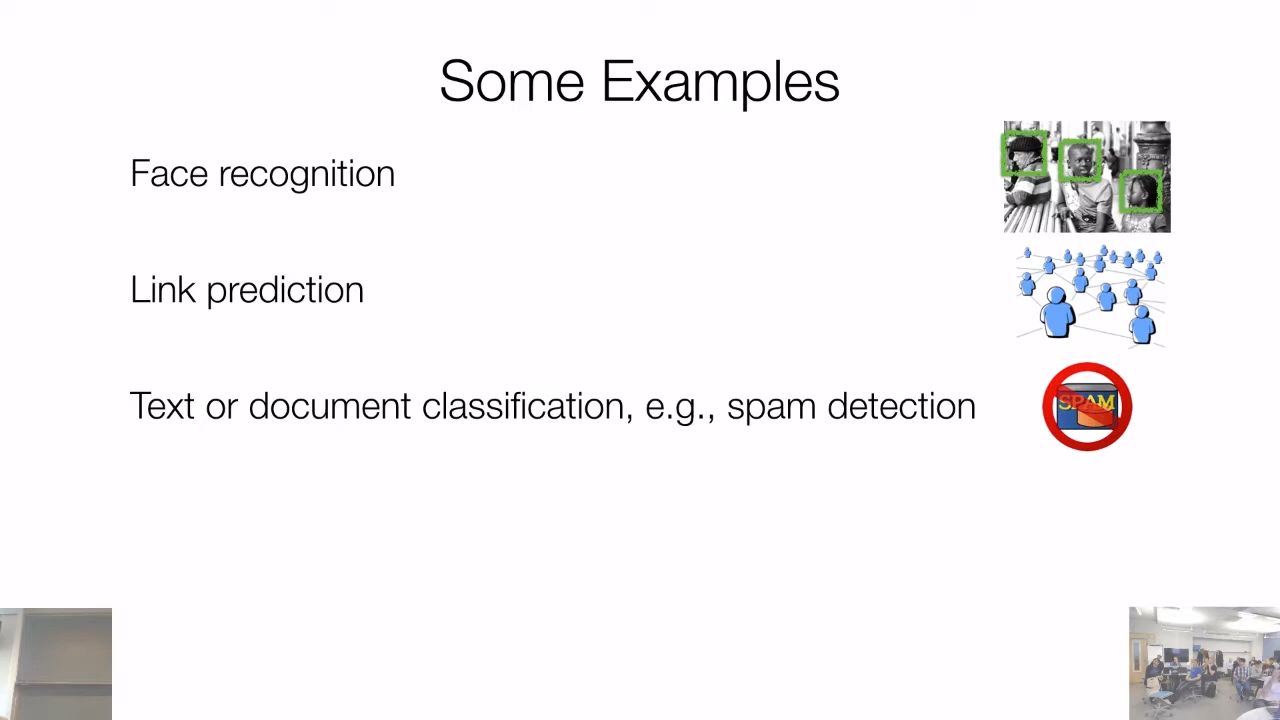 Some Examples
Face recognition
Link prediction
Text or document classification, e.g., spam detection
SPAM